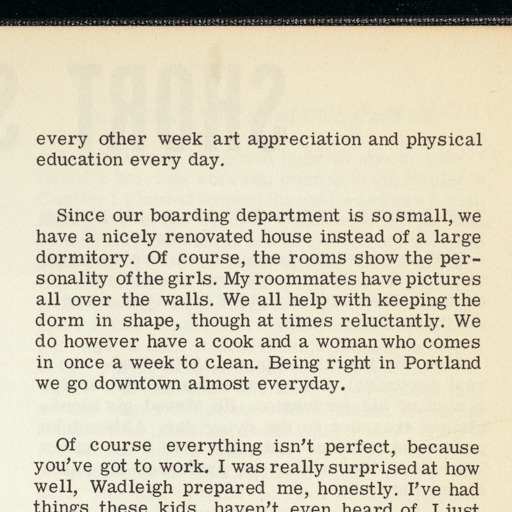 every other week art appreciation and physical
education every day.
Since our boarding department is so small, we
have a nicely renovated house instead of a large
dormitory. Of course, the rooms show the per-
sonality of the girls. My roommates have pictures
all over the walls. We all help with keeping the
dorm in shape, though at times reluctantly. We
do however have a cook and a woman who comes
in once a week to clean. Being right in Portland
we go downtown almost everyday.
Of course everything isn't perfect, because
you've got to work. I was really surprised at how
well, Wadleigh prepared me, honestly. I've had
things these kids haven't even heard of. I just